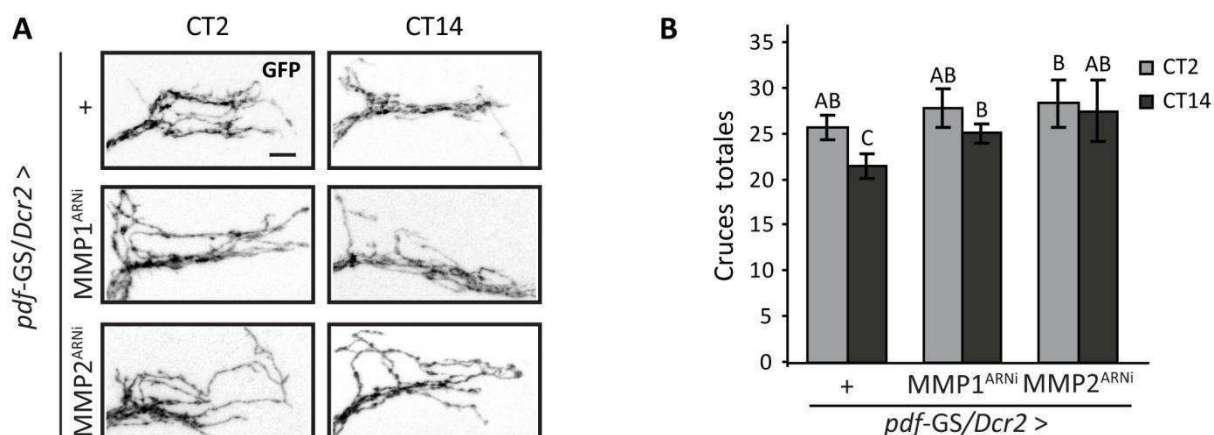 A
CT2
CT14
GFP
+
MMP1ARNi
MMP2ARNi
pdf-GS/Dcr2 >
B
35
30
25
20
15
10
5
0
Cruces totales
AB
C
AB
B
B
AB
CT2
CT14
+
MMP1ARNi
MMP2ARNi
pdf-GS/Dcr2 >